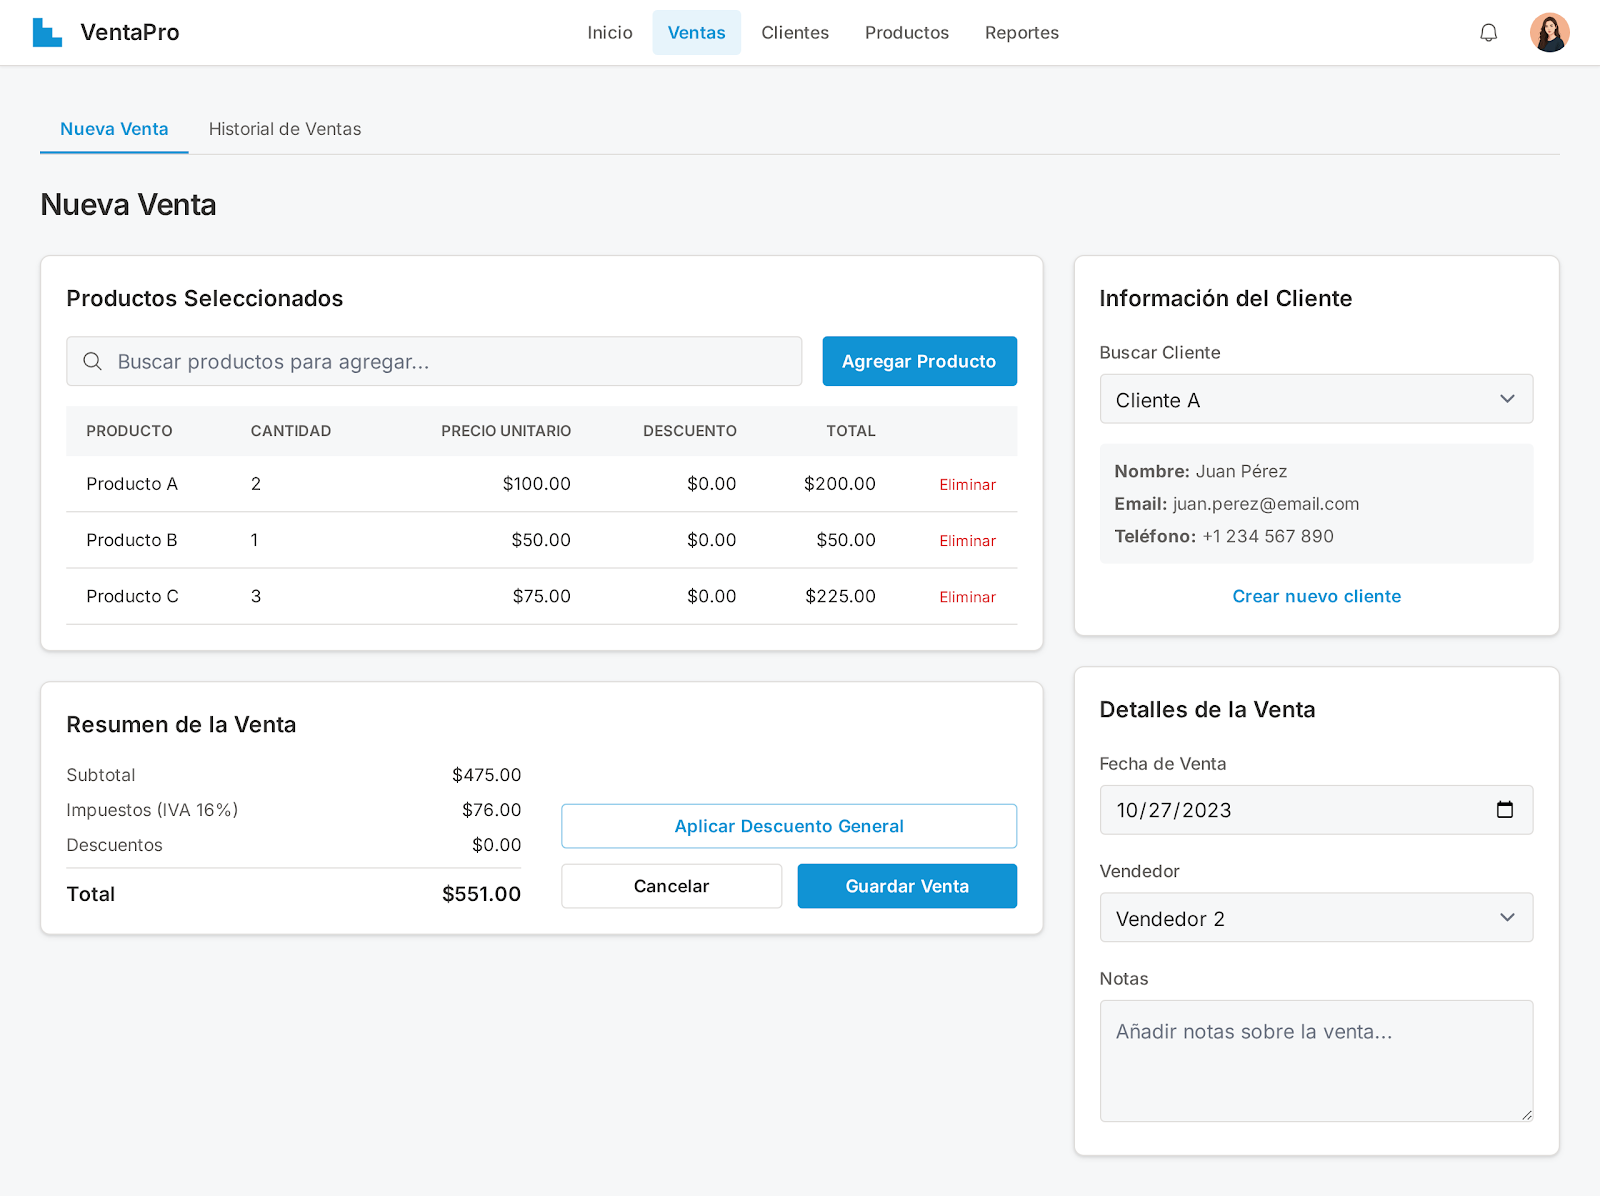 VentaPro
Inicio
Ventas
Clientes
Productos
Reportes
Nueva Venta
Historial de Ventas
Nueva Venta
Productos Seleccionados
Buscar productos para agregar...
Agregar Producto
PRODUCTO CANTIDAD PRECIO UNITARIO DESCUENTO TOTAL
Producto A 2 $100.00 $0.00 $200.00 Eliminar
Producto B 1 $50.00 $0.00 $50.00 Eliminar
Producto C 3 $75.00 $0.00 $225.00 Eliminar
Resumen de la Venta
Subtotal $475.00
Impuestos (IVA 16%) $76.00
Descuentos $0.00
Total $551.00
Aplicar Descuento General
Cancelar
Guardar Venta
Información del Cliente
Buscar Cliente
Cliente A
Nombre: Juan Pérez
Email: juan.perez@email.com
Teléfono: +1 234 567 890
Crear nuevo cliente
Detalles de la Venta
Fecha de Venta
10/27/2023
Vendedor
Vendedor 2
Notas
Añadir notas sobre la venta...